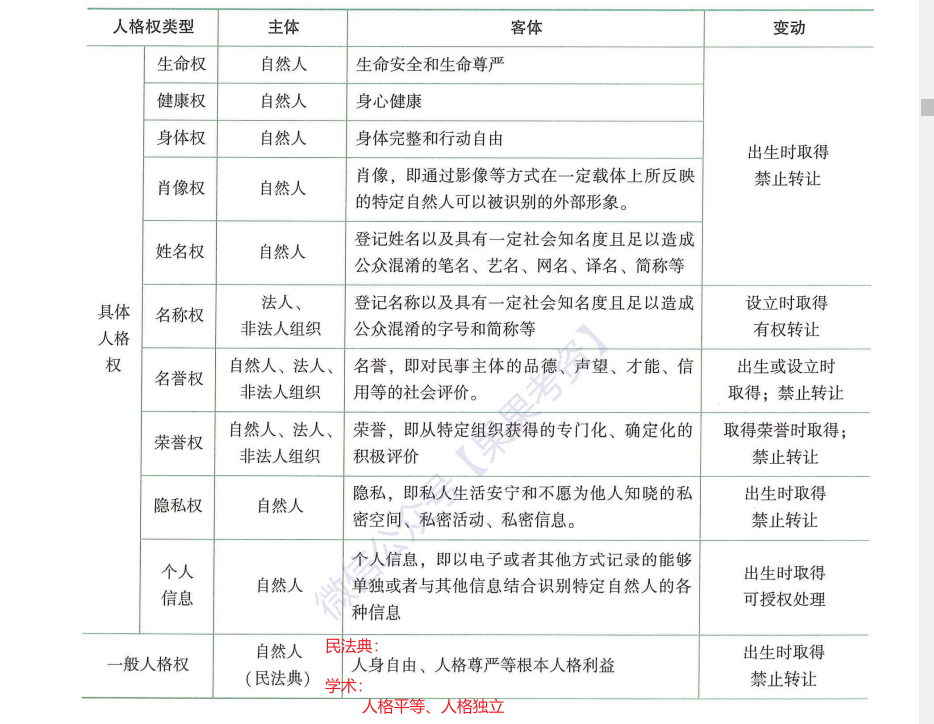 人格权类型 主体 客体 变动
生命权 自然人 生命安全和生命尊严
健康权 自然人 身心健康
身体权 自然人 身体完整和行动自由
出生时取得
禁止转让
肖像权 自然人 肖像，即通过影像等方式在一定载体上所反映
的特定自然人可以被识别的外部形象。
姓名权 自然人 登记姓名以及具有一定社会知名度且足以造成
公众混淆的笔名、艺名、网名、译名、简称等
具体
人格
权
名称权 法人、
非法人组织
登记名称以及具有一定社会知名度且足以造成
公众混淆的字号和简称等
设立时取得
有权转让
名誉权 自然人、法人、
非法人组织
名誉，即对民事主体的品德、声望、才能、信
用等的社会评价。
出生或设立时
取得；禁止转让
荣誉权 自然人、法人、
非法人组织
荣誉，即从特定组织获得的专门化、确定化的
积极评价
取得荣誉时取得；
禁止转让
隐私权 自然人 隐私，即私人生活安宁和不愿为他人知晓的私
密空间、私密活动、私密信息。
出生时取得
禁止转让
个人
信息
自然人
个人信息，即以电子或者其他方式记录的能够
单独或者与其他信息结合识别特定自然人的各
种信息
出生时取得
可授权处理
一般人格权 自然人
（民法典）
民法典：
人身自由、人格尊严等根本人格利益
学术：
人格平等、人格独立
出生时取得
禁止转让
微信公众号【果果考资】